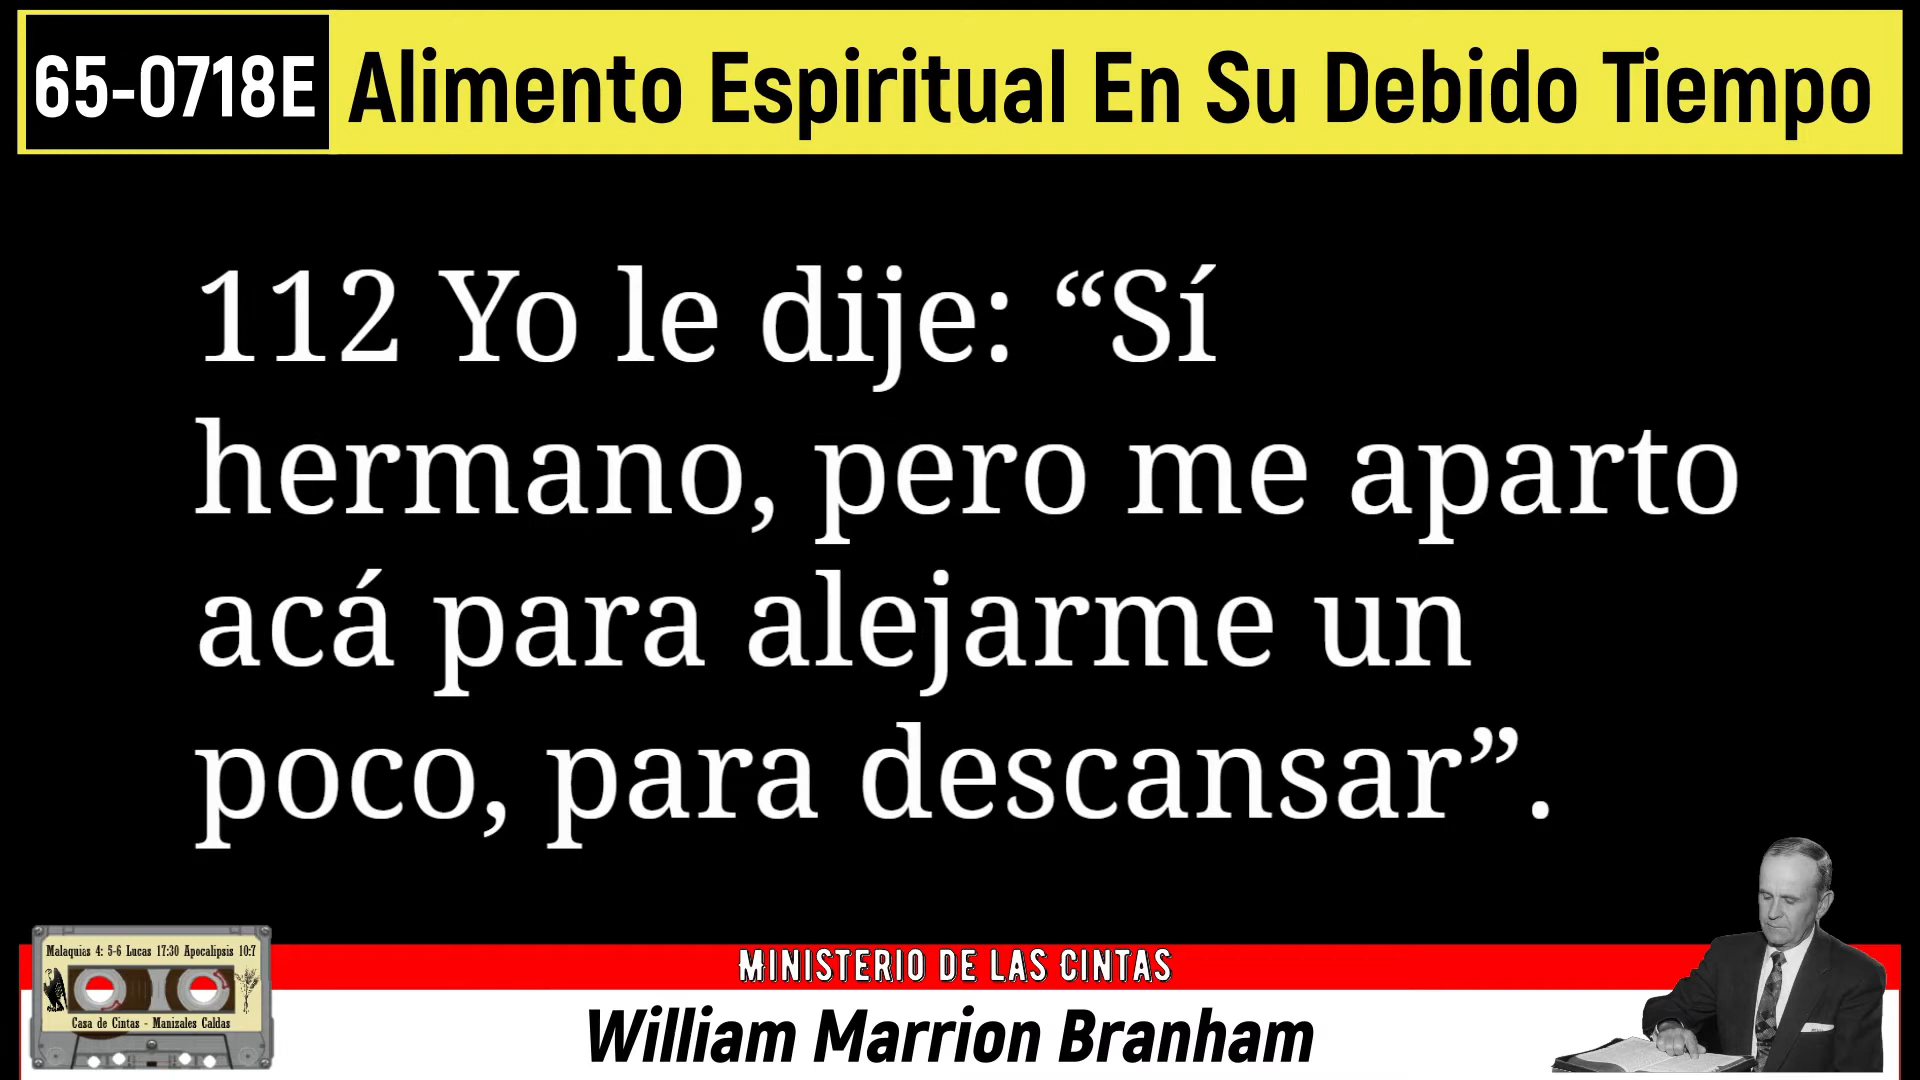 65-0718E Alimento Espiritual En Su Debido Tiempo
112 Yo le dije: “Sí
hermano, pero me aparto
acá para alejarme un
poco, para descansar”.
Malaquias 4: 5-6 Lucas 17:30 Apocalipsis 10:7
Casa de Cintas - Manizales Caldas
MINISTERIO DE LAS CINTAS
William Marrion Branham